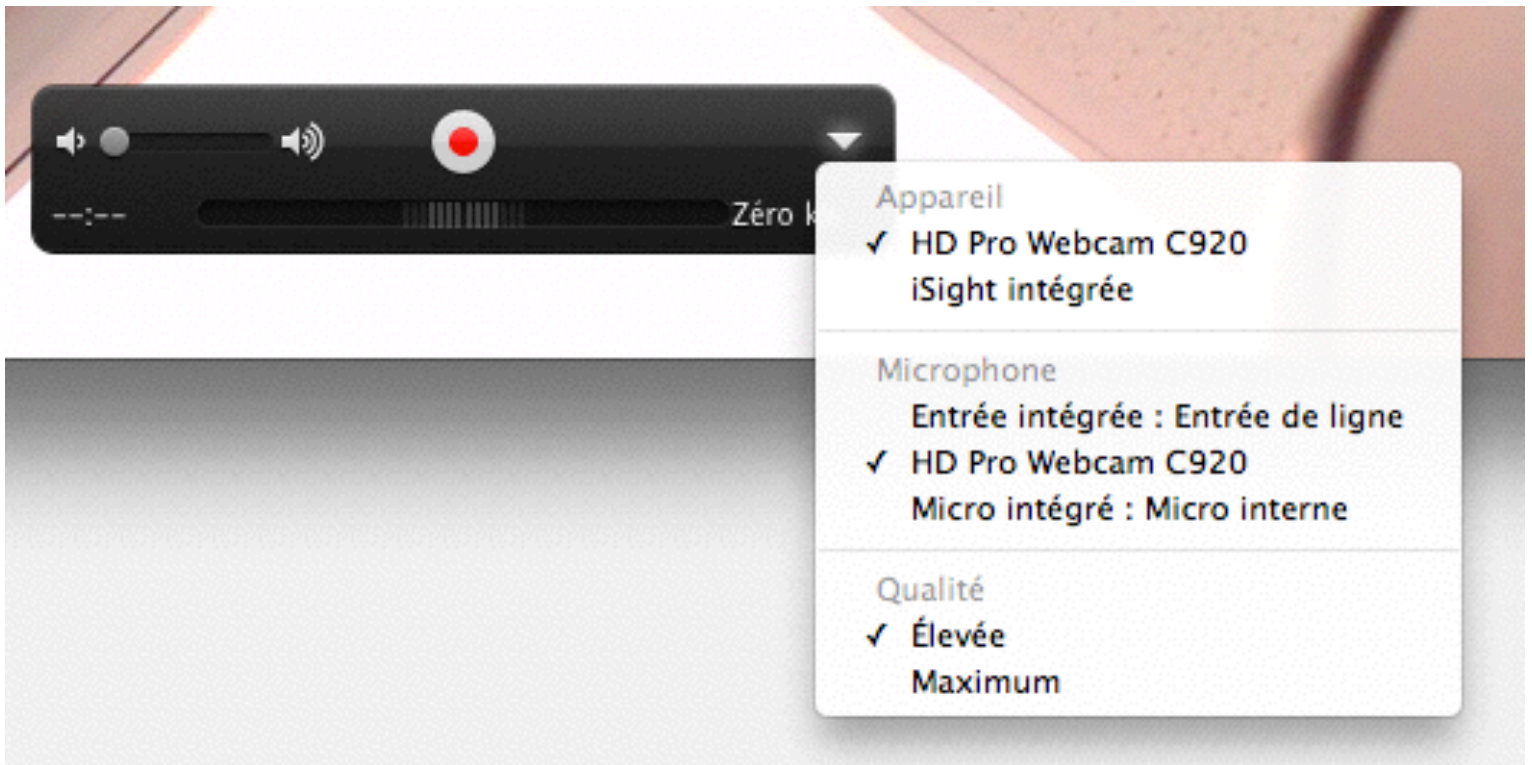 --:--
Zéro k
Appareil
✓ HD Pro Webcam C920
iSight intégrée
Microphone
Entrée intégrée : Entrée de ligne
✓ HD Pro Webcam C920
Micro intégré : Micro interne
Qualité
✓ Élevée
Maximum